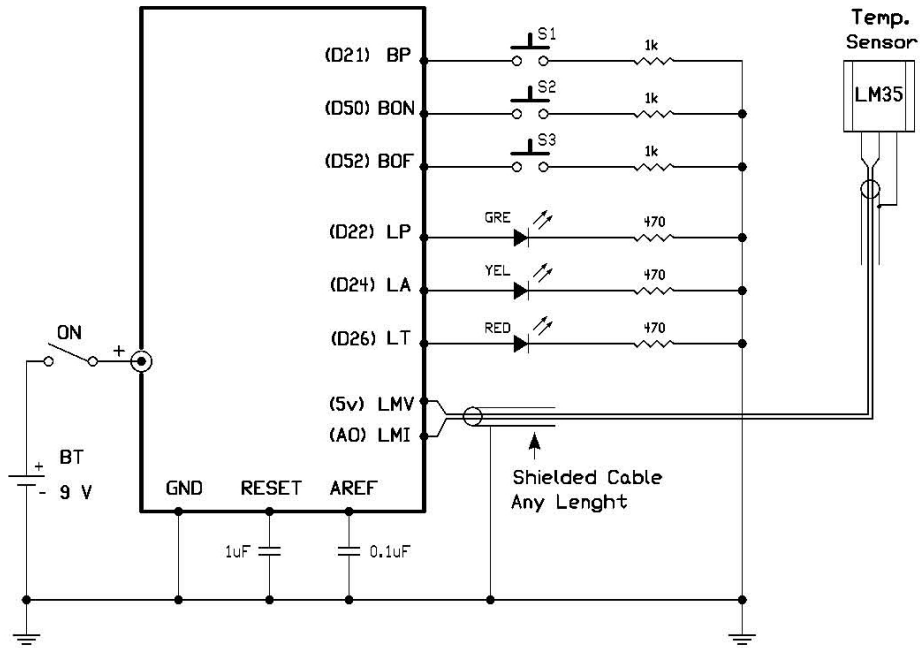 Temp.
Sensor
LM35
(D21) BP
S1
1k
(D50) BON
S2
1k
(D52) BOF
S3
1k
(D22) LP
GRE
470
(D24) LA
YEL
470
(D26) LT
RED
470
ON
+
(5v) LMV
(A0) LMI
Shielded Cable
Any Lenght
+
BT
- 9 V
GND RESET AREF
1uF
0.1uF